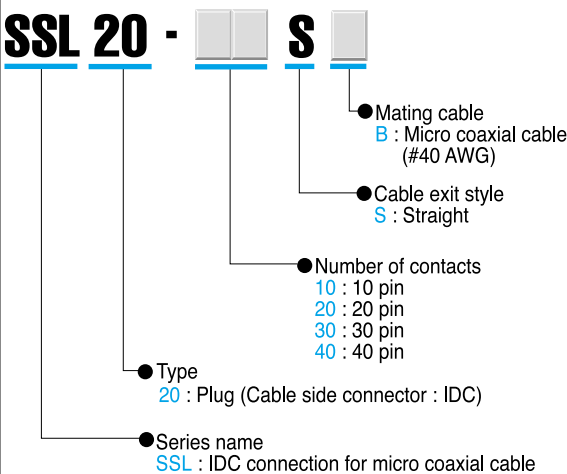 SSL 20 - S
Mating cable
B : Micro coaxial cable
(#40 AWG)
Cable exit style
S : Straight
Number of contacts
10 : 10 pin
20 : 20 pin
30 : 30 pin
40 : 40 pin
Type
20 : Plug (Cable side connector : IDC)
Series name
SSL : IDC connection for micro coaxial cable